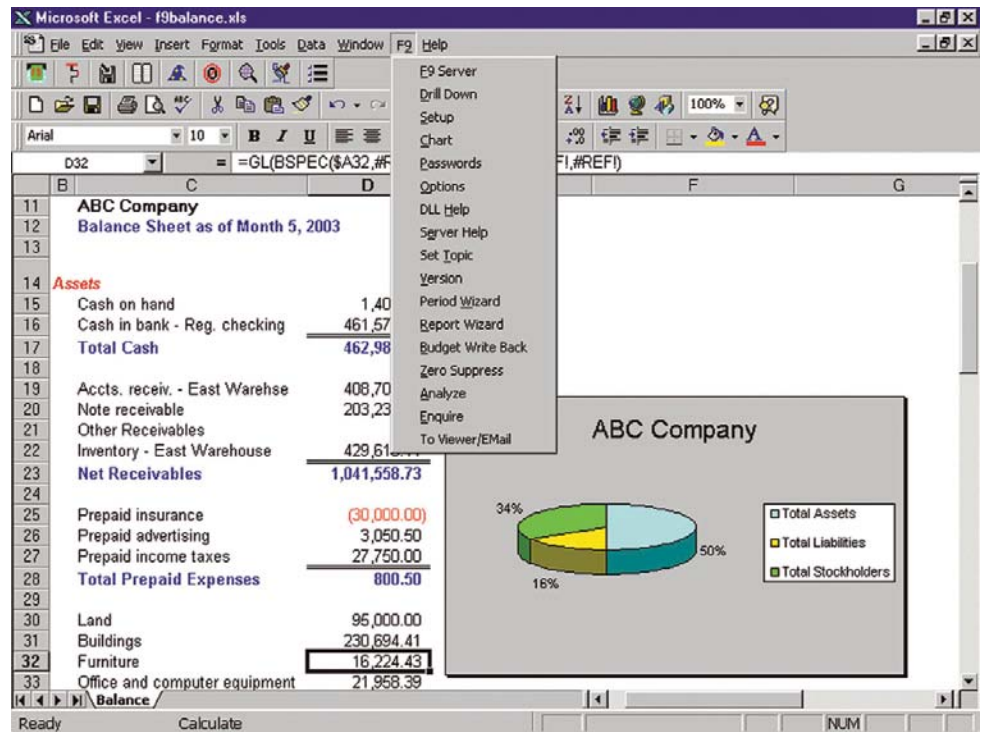 Microsoft Excel - f9balance.xls
File Edit View Insert Format Tools Data Window F9 Help
100%
Arial 10 B I U
D32 = =GL(BSPEC($A32,#R F!,#REF!)
B C D F G
F9 Server
Drill Down
Setup
Chart
Passwords
Options
DLL Help
Server Help
Set Topic
Version
Period Wizard
Report Wizard
Budget Write Back
Zero Suppress
Analyze
Enquire
To Viewer/EMail
11 ABC Company
12 Balance Sheet as of Month 5, 2003
13
14 Assets
15 Cash on hand 1,40
16 Cash in bank - Reg. checking 461,57
17 Total Cash 462,98
18
19 Accts. receiv. - East Warehse 408,70
20 Note receivable 203,23
21 Other Receivables
22 Inventory - East Warehouse 429,61
23 Net Receivables 1,041,558.73
24
25 Prepaid insurance (30,000.00)
26 Prepaid advertising 3,050.50
27 Prepaid income taxes 27,750.00
28 Total Prepaid Expenses 800.50
29
30 Land 95,000.00
31 Buildings 230,694.41
32 Furniture 16,224.43
33 Office and computer equipment 21,958.39
ABC Company
34%
50%
16%
Total Assets
Total Liabilities
Total Stockholders
Balance
Ready Calculate NUM